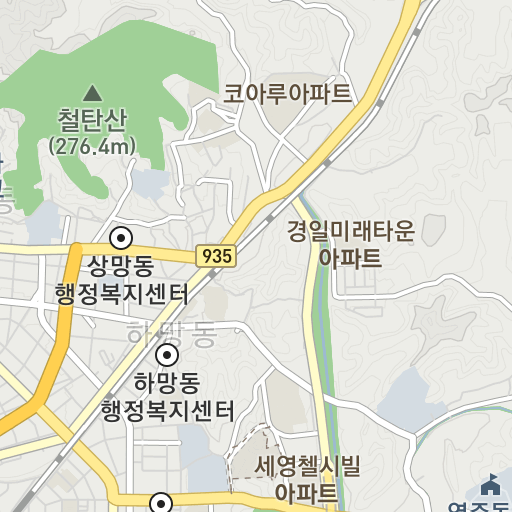 코아루아파트
철탄산
(276.4m)
동
경일미래타운
아파트
935
상망동
행정복지센터
하망동
하망동
행정복지센터
세영첼시빌
아파트